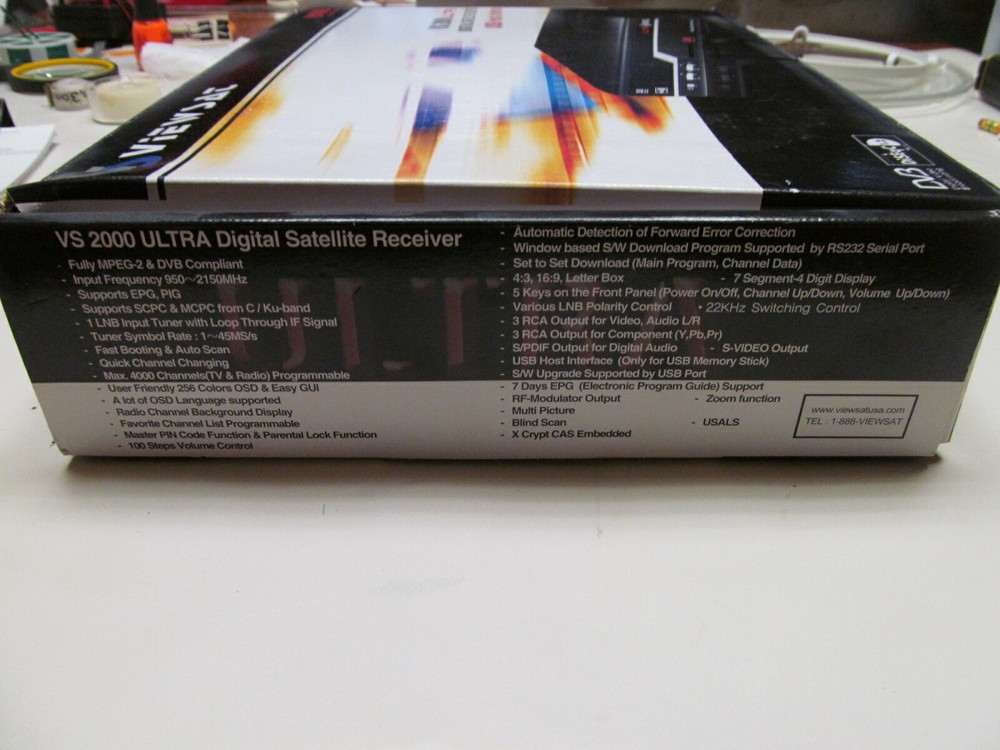 VIEWSAT
DVB
VS 2000 ULTRA Digital Satellite Receiver
- Fully MPEG-2 & DVB Compliant
- Input Frequency 950~2150MHz
- Supports EPG, PIG
- Supports SCPC & MCPC from C / Ku-band
- 1 LNB Input Tuner with Loop Through IF Signal
- Tuner Symbol Rate : 1~45MS/s
- Fast Booting & Auto Scan
- Quick Channel Changing
- Max. 4000 Channels(TV & Radio) Programmable
- User Friendly 256 Colors OSD & Easy GUI
- A lot of OSD Language supported
- Radio Channel Background Display
- Favorite Channel List Programmable
- Master PIN Code Function & Parental Lock Function
- 100 Steps Volume Control
- Automatic Detection of Forward Error Correction
- Window based S/W Download Program Supported by RS232 Serial Port
- Set to Set Download (Main Program, Channel Data)
- 4:3, 16:9, Letter Box - 7 Segment-4 Digit Display
- 5 Keys on the Front Panel (Power On/Off, Channel Up/Down, Volume Up/Down)
- Various LNB Polarity Control • 22KHz Switching Control
- 3 RCA Output for Video, Audio L/R
- 3 RCA Output for Component (Y,Pb,Pr)
- S/PDIF Output for Digital Audio - S-VIDEO Output
- USB Host Interface (Only for USB Memory Stick)
- S/W Upgrade Supported by USB Port
- 7 Days EPG (Electronic Program Guide) Support
- RF-Modulator Output - Zoom function
- Multi Picture
- Blind Scan - USALS
- X Crypt CAS Embedded
www.viewsatusa.com
TEL : 1-888-VIEWSAT
ULTRA